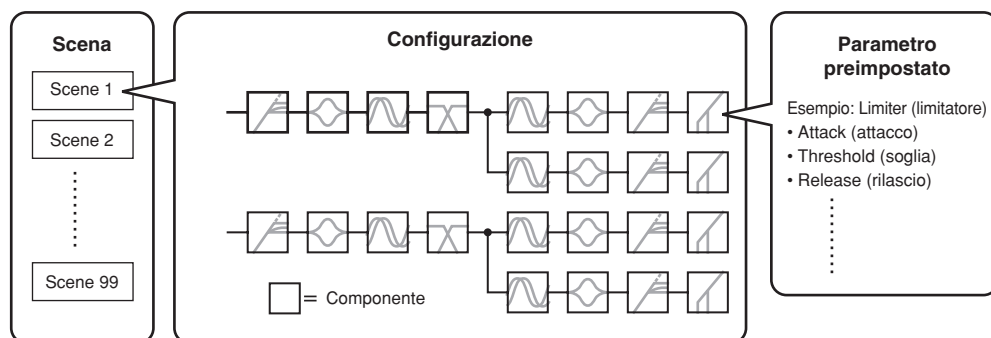 Scena
Scene 1
Scene 2
Scene 99
Configurazione
= Componente
Parametro
preimpostato
Esempio: Limiter (limitatore)
• Attack (attacco)
• Threshold (soglia)
• Release (rilascio)